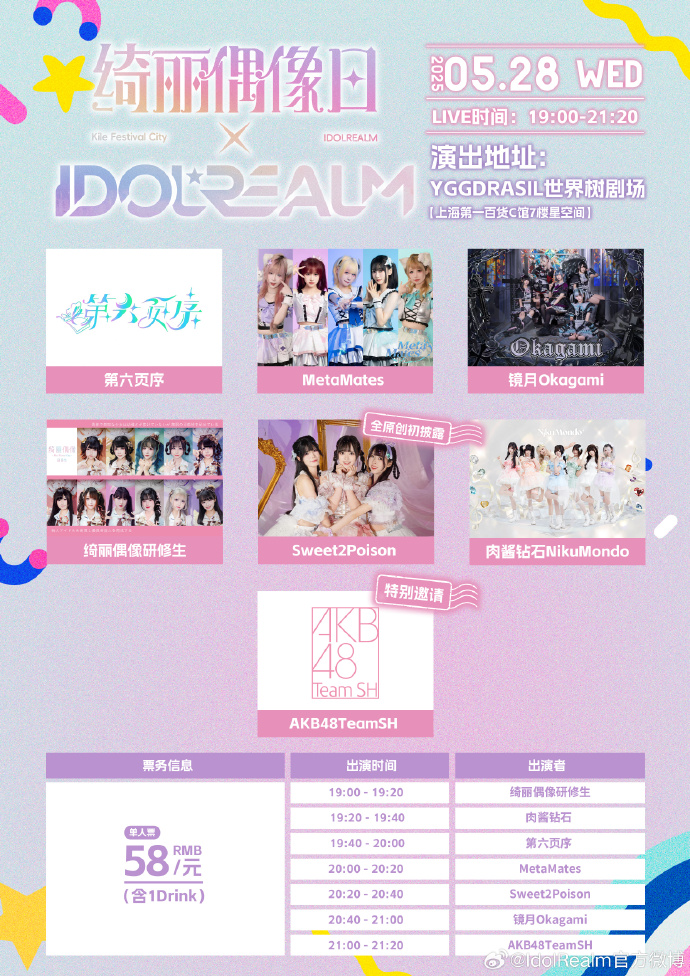 绮丽偶像日
Kiie Festival City
IDOLREALM
IDOLREALM
2025
05.28 WED
LIVE时间：19:00-21:20
演出地址：
YGGDRASIL世界树剧场
【上海第一百货C馆7楼星空间】
第六页序
第六页序
MetaMates
Okagami
镜月Okagami
绮丽偶像
绮丽偶像研修生
全原创初披露
Sweet2Poison
NikuMondo
肉酱钻石NikuMondo
特别邀请
AKB
48
Team SH
AKB48TeamSH
票务信息
出演时间
出演者
单人票
58 RMB/元
(含1Drink)
19:00 - 19:20 绮丽偶像研修生
19:20 - 19:40 肉酱钻石
19:40 - 20:00 第六页序
20:00 - 20:20 MetaMates
20:20 - 20:40 Sweet2Poison
20:40 - 21:00 镜月Okagami
21:00 - 21:20 AKB48TeamSH
@IdolRealm官方微博